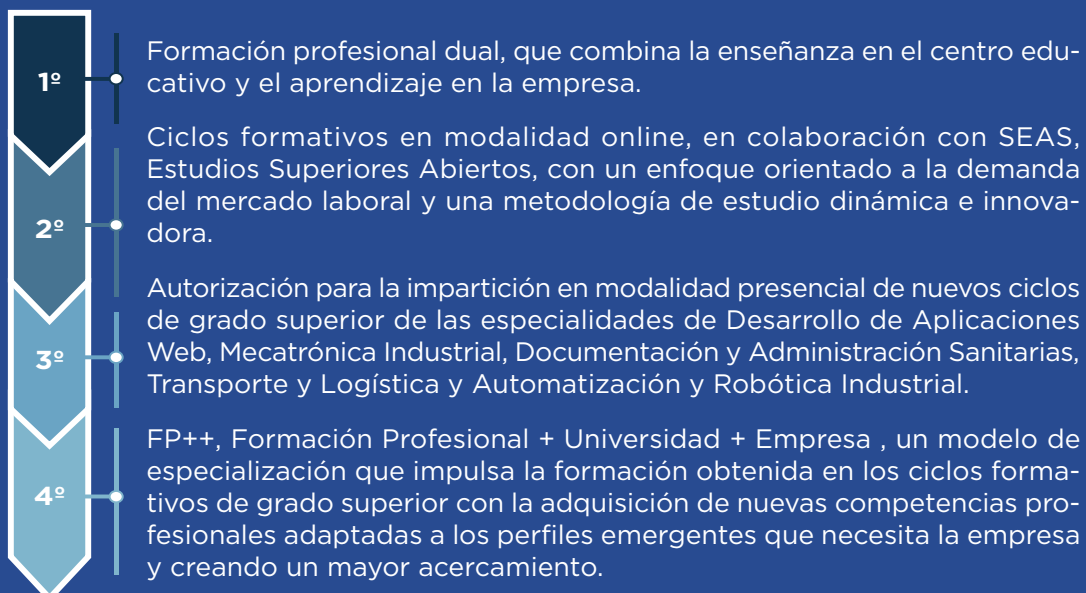 1º
Formación profesional dual, que combina la enseñanza en el centro edu-
cativo y el aprendizaje en la empresa.
2º
Ciclos formativos en modalidad online, en colaboración con SEAS,
Estudios Superiores Abiertos, con un enfoque orientado a la demanda
del mercado laboral y una metodología de estudio dinámica e innova-
dora.
3º
Autorización para la impartición en modalidad presencial de nuevos ciclos
de grado superior de las especialidades de Desarrollo de Aplicaciones
Web, Mecatrónica Industrial, Documentación y Administración Sanitarias,
Transporte y Logística y Automatización y Robótica Industrial.
4º
FP++, Formación Profesional + Universidad + Empresa , un modelo de
especialización que impulsa la formación obtenida en los ciclos forma-
tivos de grado superior con la adquisición de nuevas competencias pro-
fesionales adaptadas a los perfiles emergentes que necesita la empresa
y creando un mayor acercamiento.